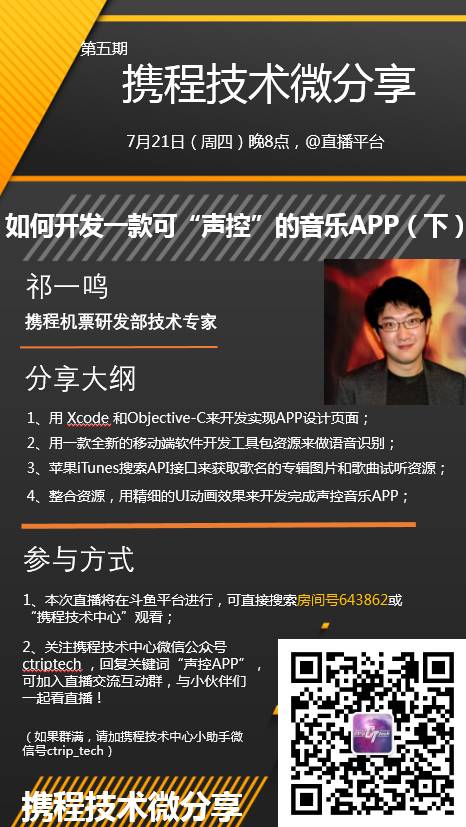 第五期
携程技术微分享
7月21日（周四）晚8点，@直播平台
如何开发一款可“声控”的音乐APP（下）
祁一鸣
携程机票研发部技术专家
分享大纲
1、用 Xcode 和Objective-C来开发实现APP设计页面；
2、用一款全新的移动端软件开发工具包资源来做语音识别；
3、苹果iTunes搜索API接口来获取歌名的专辑图片和歌曲试听资源；
4、整合资源，用精细的UI动画效果来开发完成声控音乐APP；
参与方式
1、本次直播将在斗鱼平台进行，可直接搜索房间号643862或
“携程技术中心”观看；
2、关注携程技术中心微信公众号
ctriptech ，回复关键词“声控APP”，
可加入直播交流互动群，与小伙伴们
一起看直播！
（如果群满，请加携程技术中心小助手微
信号ctrip_tech）
携程技术微分享